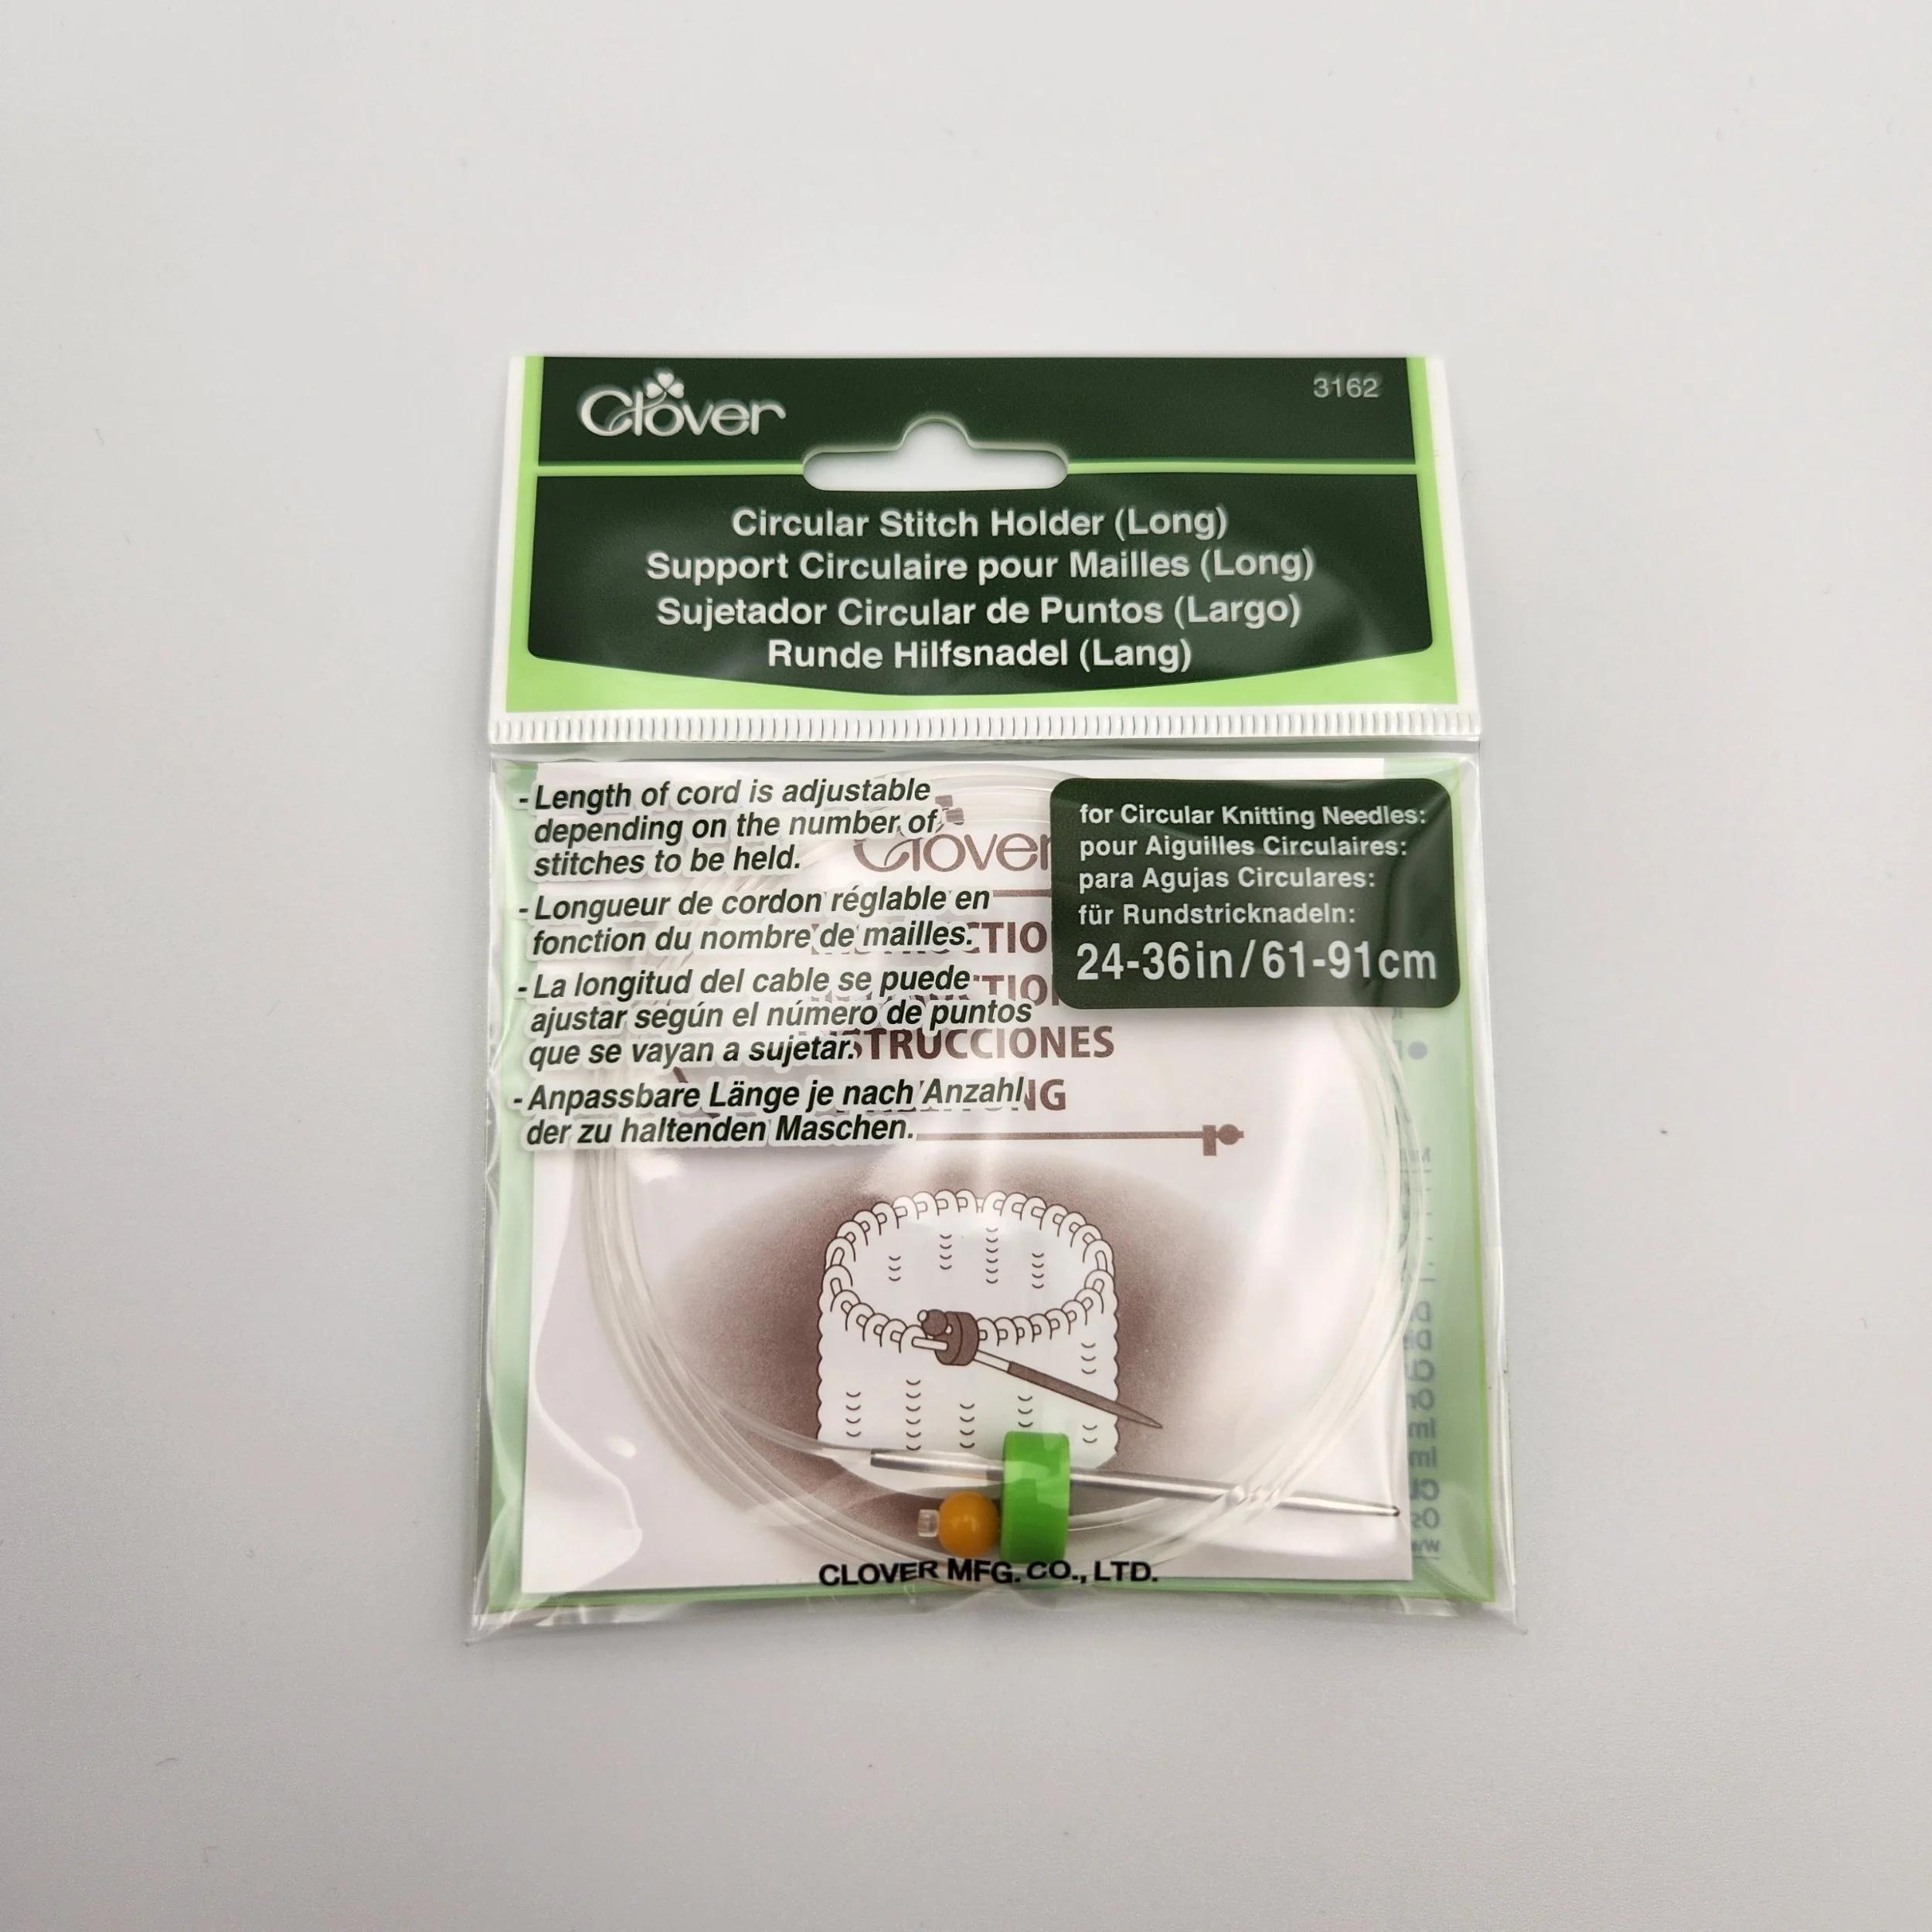 Clover
3162
Circular Stitch Holder (Long)
Support Circulaire pour Mailles (Long)
Sujetador Circular de Puntos (Largo)
Runde Hilfsnadel (Lang)
- Length of cord is adjustable
depending on the number of
stitches to be held.
- Longueur de cordon réglable en
fonction du nombre de mailles.
- La longitud del cable se puede
ajustar según el número de puntos
que se vayan a sujetar.
- Anpassbare Länge je nach Anzahl
der zu haltenden Maschen.
for Circular Knitting Needles:
pour Aiguilles Circulaires:
para Agujas Circulares:
für Rundstricknadeln:
24-36in/61-91cm
Clover
CLOVER MFG. CO., LTD.